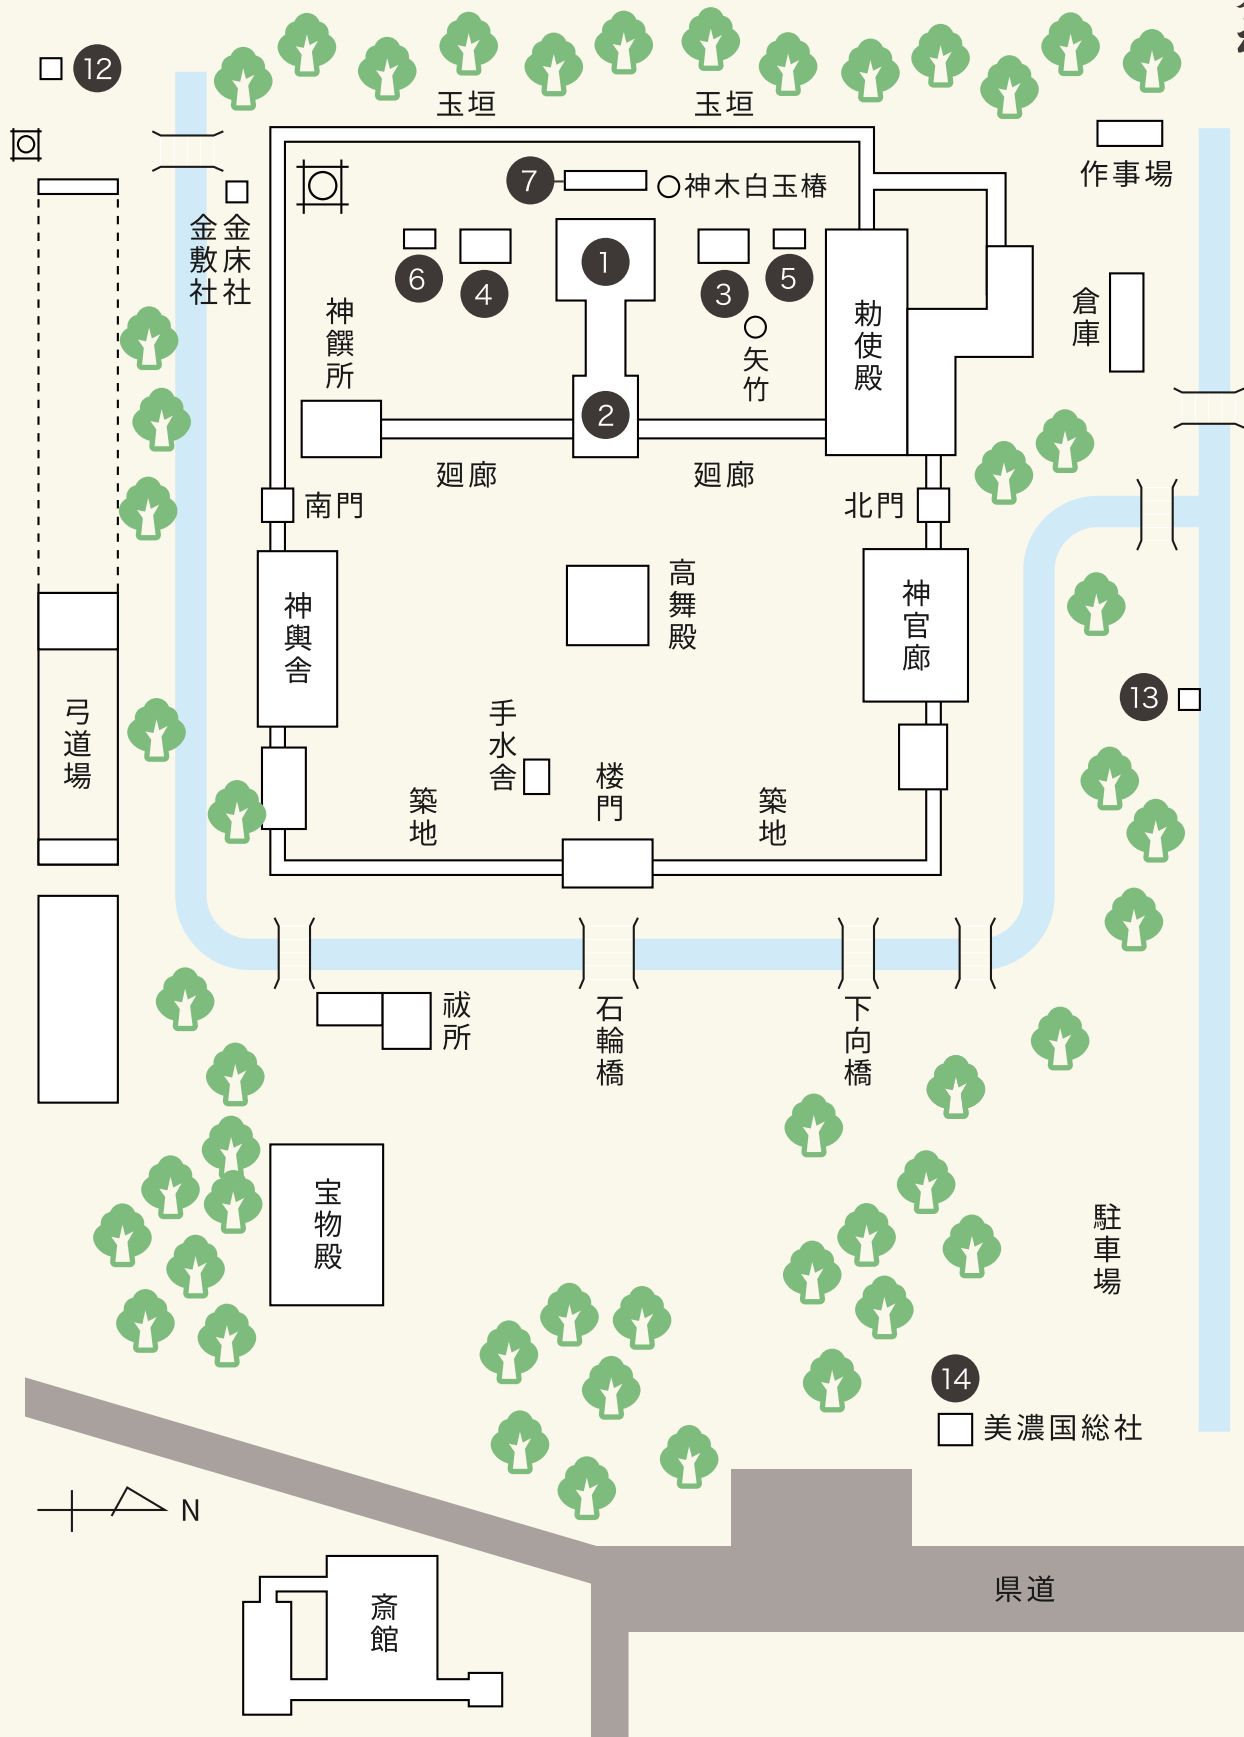 12
玉垣
玉垣
作事場
7
神木白玉椿
金床社
金敷社
1
6
4
3
5
倉庫
神饌所
矢竹
勅使殿
2
廻廊
廻廊
南門
北門
高舞殿
神輿舎
神官廊
13
弓道場
手水舎
楼門
築地
築地
祓所
石輪橋
下向橋
宝物殿
駐車場
14
美濃国総社
N
県道
斎館